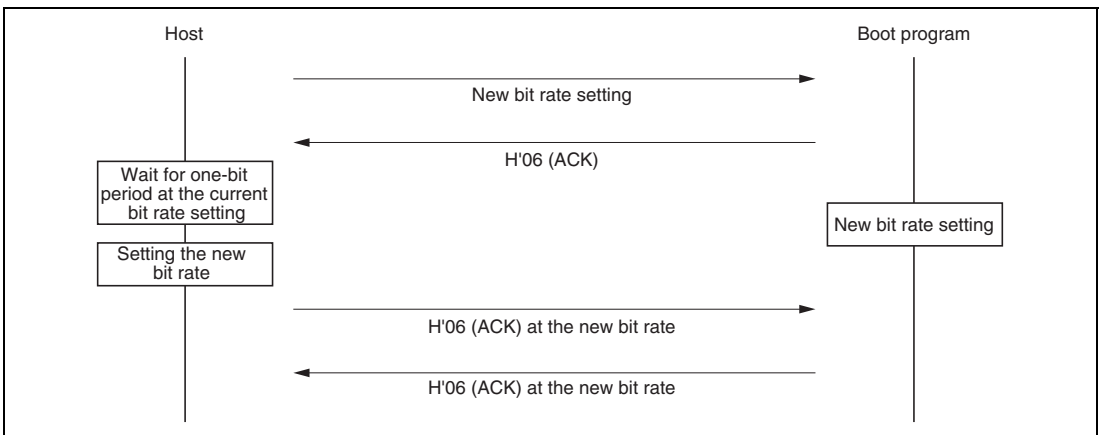 Host
Boot program
New bit rate setting
H'06 (ACK)
Wait for one-bit
period at the current
bit rate setting
New bit rate setting
Setting the new
bit rate
H'06 (ACK) at the new bit rate
H'06 (ACK) at the new bit rate